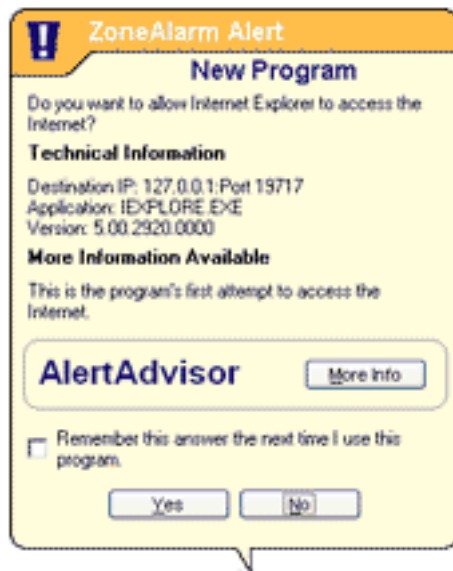 ZoneAlarm Alert
New Program
Do you want to allow Internet Explorer to access the
Internet?
Technical Information
Destination IP: 127.0.0.1:Port 19717
Application: IEXPLORE.EXE
Version: 5.00.2920.0000
More Information Available
This is the program's first attempt to access the
Internet.
AlertAdvisor
More Info
Remember this answer the next time I use this
program.
Yes
No